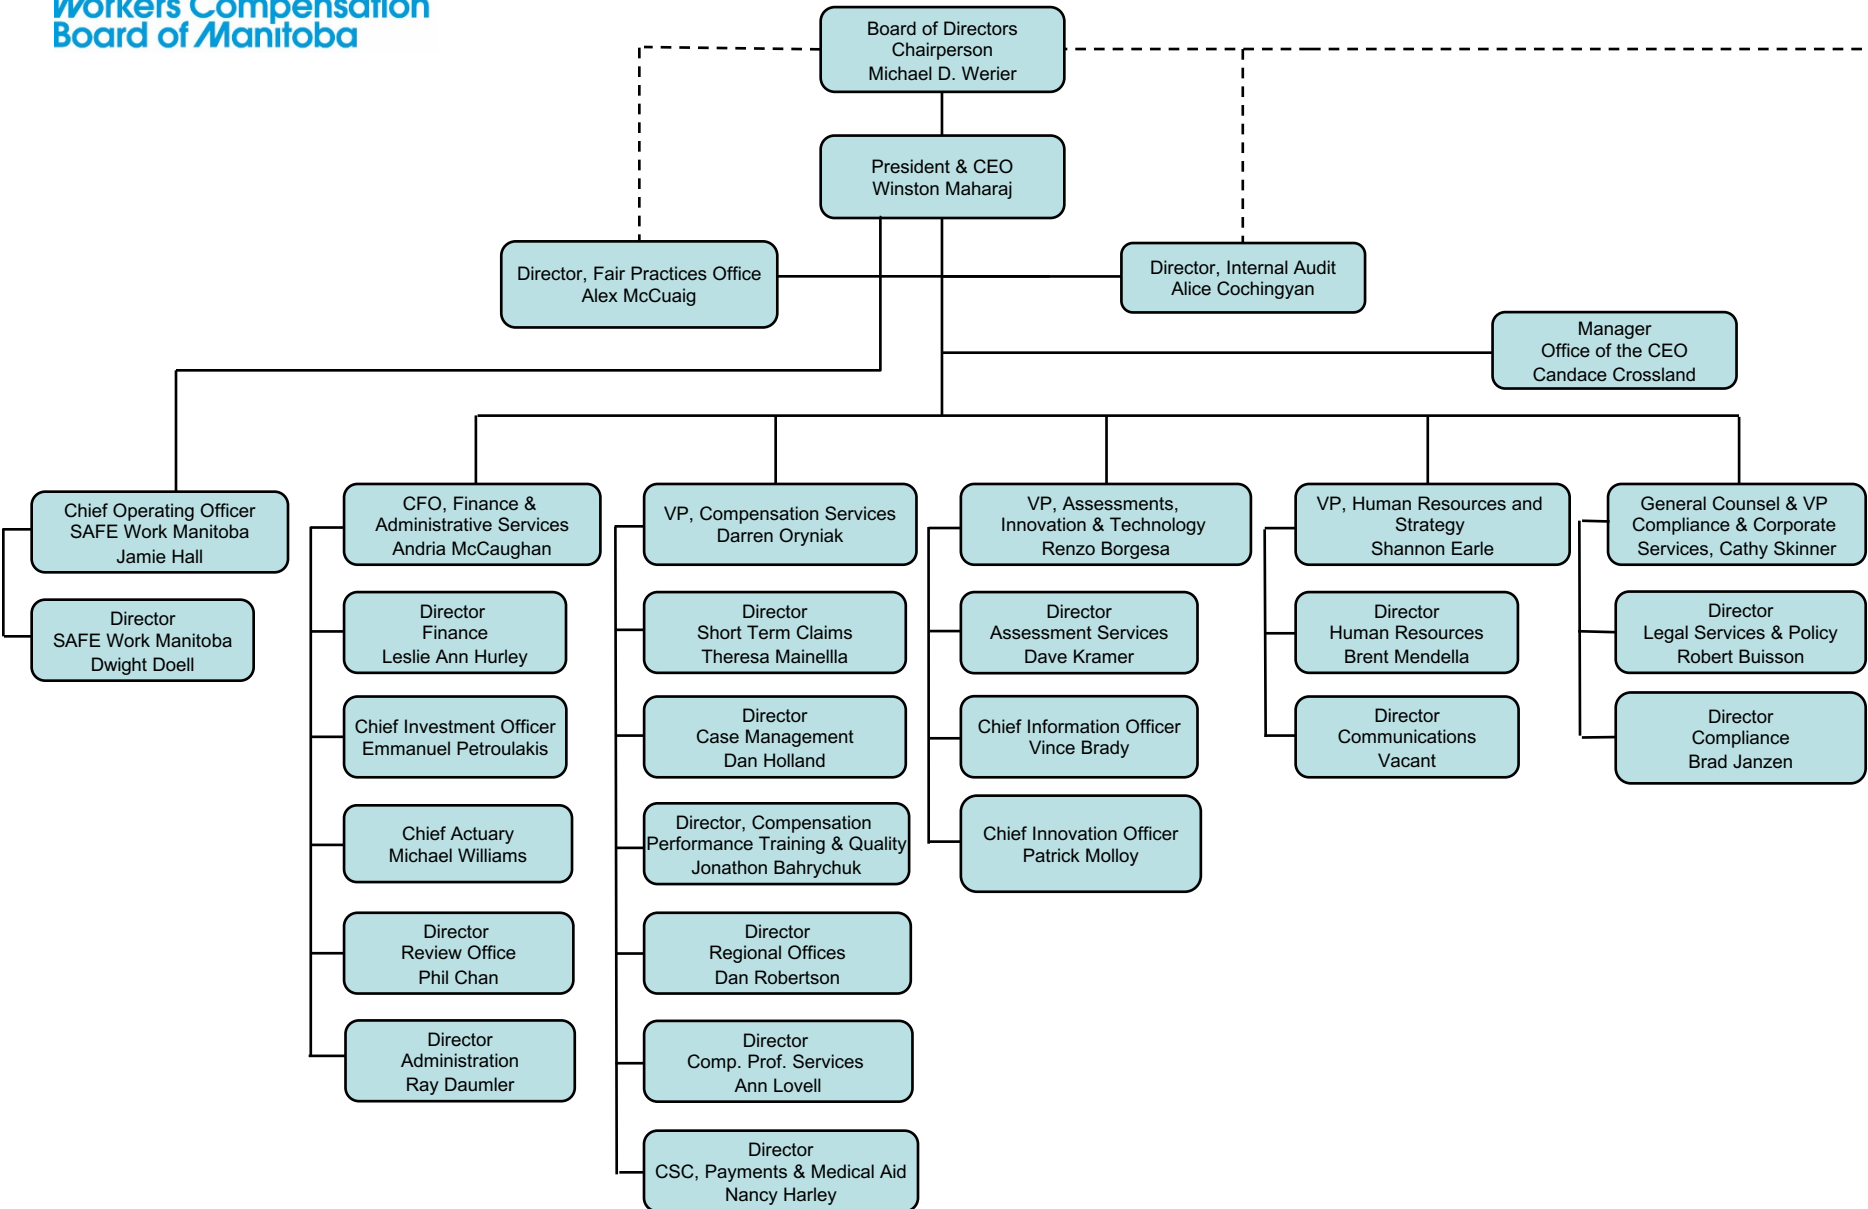 Workers Compensation
Board of Manitoba
Board of Directors
Chairperson
Michael D. Werier
President & CEO
Winston Maharaj
Director, Fair Practices Office
Alex McCuaig
Director, Internal Audit
Alice Cochingyan
Manager
Office of the CEO
Candace Crossland
Chief Operating Officer
SAFE Work Manitoba
Jamie Hall
Director
SAFE Work Manitoba
Dwight Doell
CFO, Finance &
Administrative Services
Andria McCaughan
Director
Finance
Leslie Ann Hurley
Chief Investment Officer
Emmanuel Petroulakis
Chief Actuary
Michael Williams
Director
Review Office
Phil Chan
Director
Administration
Ray Daumler
VP, Compensation Services
Darren Oryniak
Director
Short Term Claims
Theresa Mainellla
Director
Case Management
Dan Holland
Director, Compensation
Performance Training & Quality
Jonathon Bahrychuk
Director
Regional Offices
Dan Robertson
Director
Comp. Prof. Services
Ann Lovell
Director
CSC, Payments & Medical Aid
Nancy Harley
VP, Assessments,
Innovation & Technology
Renzo Borgesa
Director
Assessment Services
Dave Kramer
Chief Information Officer
Vince Brady
Chief Innovation Officer
Patrick Molloy
VP, Human Resources and
Strategy
Shannon Earle
Director
Human Resources
Brent Mendella
Director
Communications
Vacant
General Counsel & VP
Compliance & Corporate
Services, Cathy Skinner
Director
Legal Services & Policy
Robert Buisson
Director
Compliance
Brad Janzen